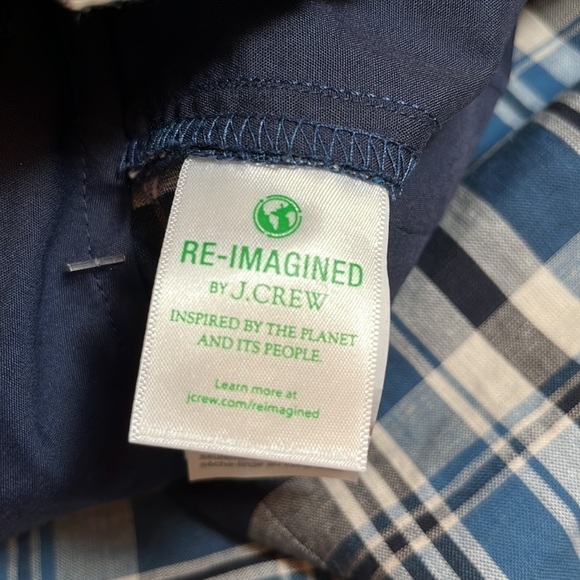 RE-IMAGINED
BY J.CREW
INSPIRED BY THE PLANET
AND ITS PEOPLE.
Learn more at
jcrew.com/reimagined